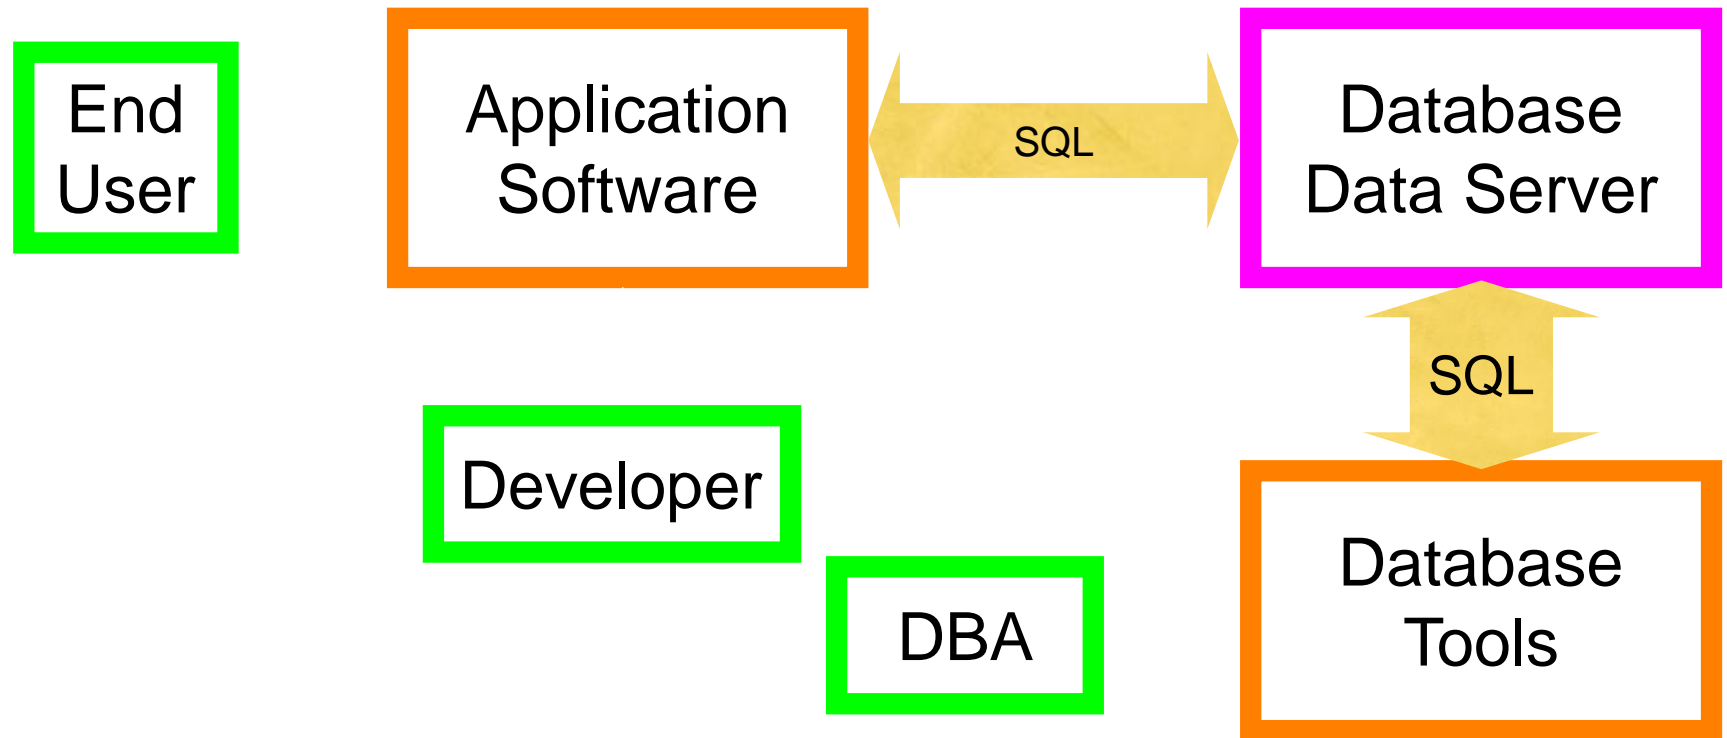 End
User
Application
Software
SQL
Database
Data Server
SQL
Developer
DBA
Database
Tools